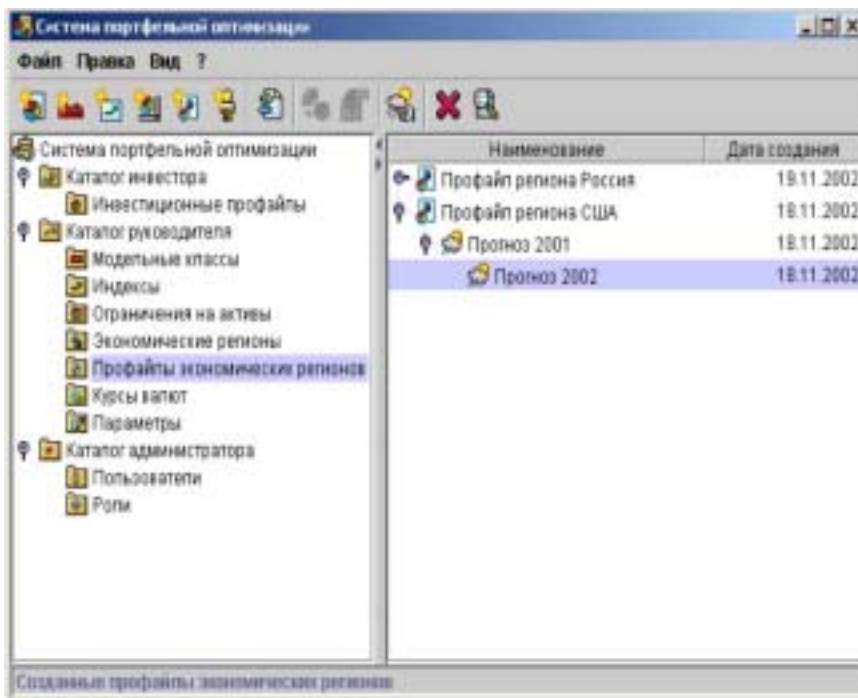 Система портфельной оптимизации
Файл Правка Вид ?
Система портфельной оптимизации
Каталог инвестора
Инвестиционные профайлы
Каталог руководителя
Модельные классы
Индексы
Ограничения на активы
Экономические регионы
Профайлы экономических регионов
Курсы валют
Параметры
Каталог администратора
Пользователи
Роли
Наименование Дата создания
Профайл региона Россия 19.11.2002
Профайл региона США 18.11.2002
Прогноз 2001 18.11.2002
Прогноз 2002 18.11.2002
Созданные профайлы экономических регионов